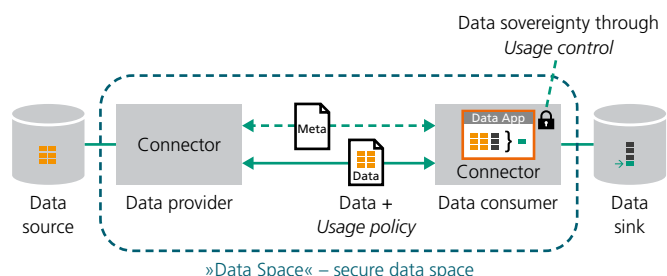 Data sovereignty through
Usage control
Data App
Meta
Connector
Connector
Data
Data
source
Data provider
Data +
Usage policy
Data consumer
Data
sink
»Data Space« – secure data space